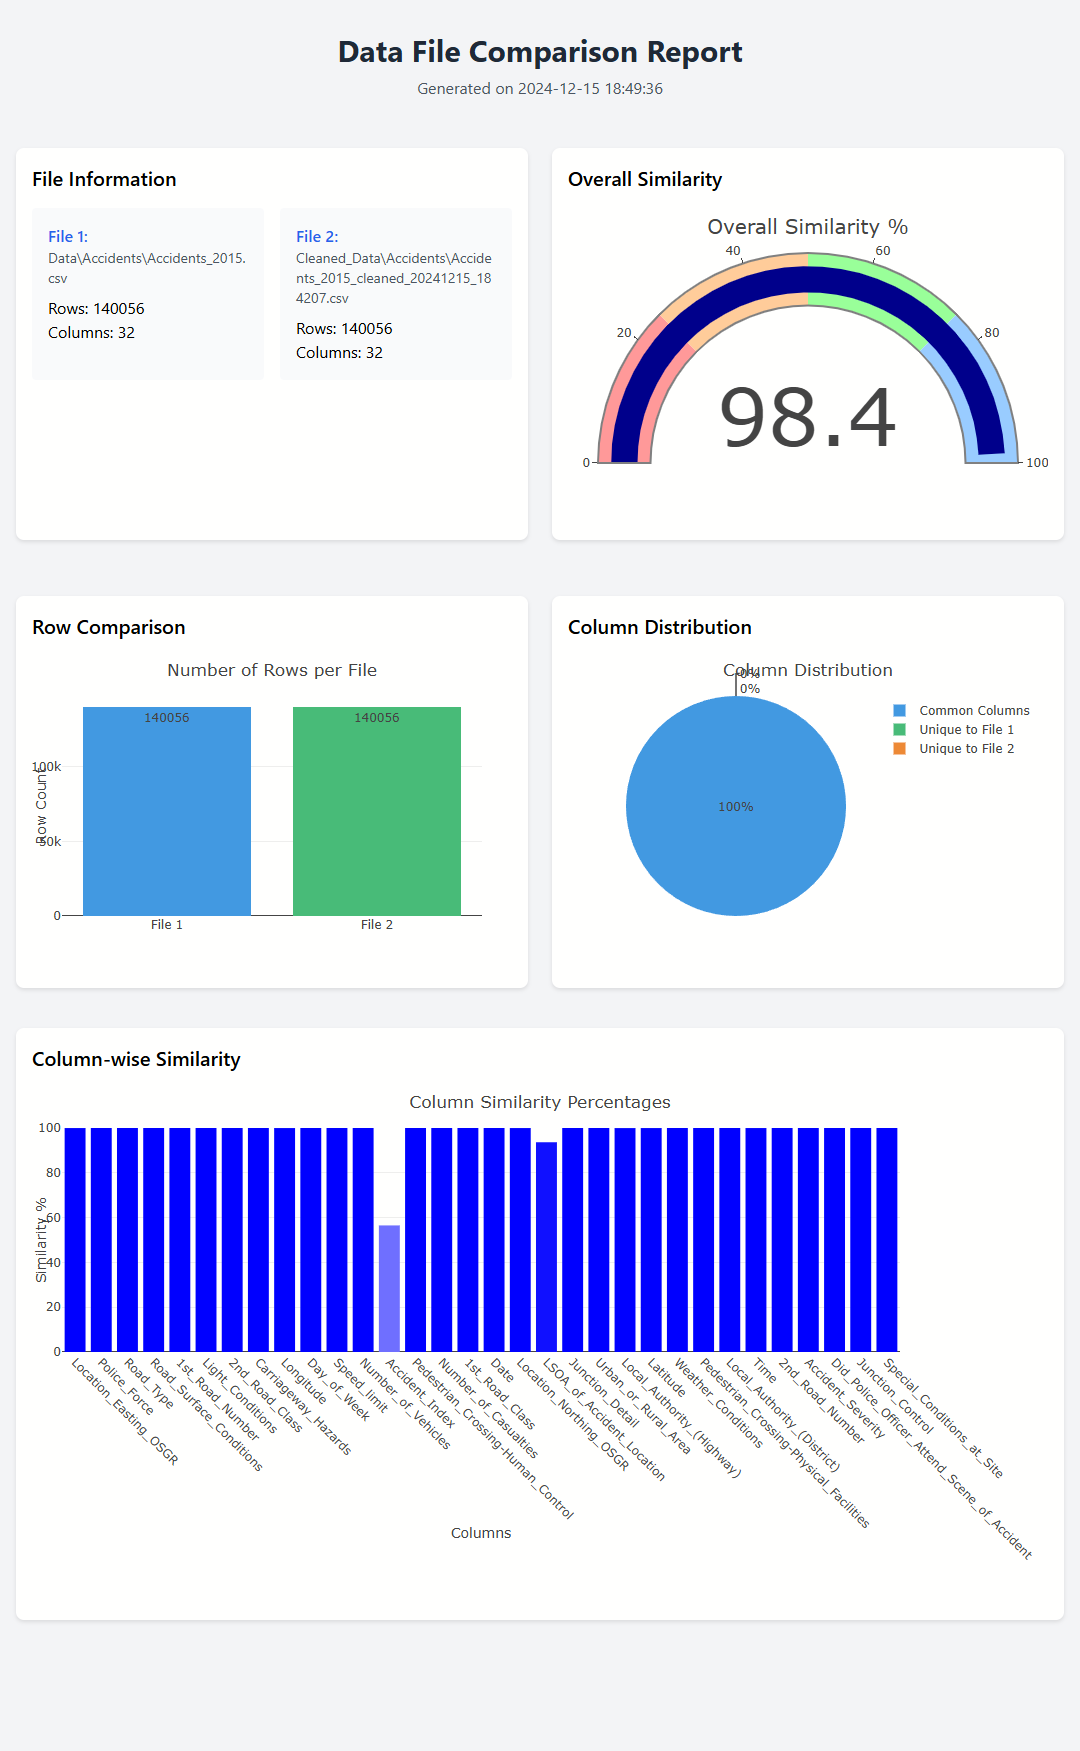 Data File Comparison Report
Generated on 2024-12-15 18:49:36
File Information
File 1:
Data\Accidents\Accidents_2015.
csv
Rows: 140056
Columns: 32
File 2:
Cleaned_Data\Accidents\Accide
nts_2015_cleaned_20241215_18
4207.csv
Rows: 140056
Columns: 32
Overall Similarity
Overall Similarity %
0
20
40
60
80
100
98.4
Row Comparison
Number of Rows per File
140056
140056
100k
50k
0
Row Count
File 1
File 2
Column Distribution
Column Distribution
0%
0%
100%
Common Columns
Unique to File 1
Unique to File 2
Column-wise Similarity
Column Similarity Percentages
100
80
60
40
20
0
Similarity %
Location_Easting_OSGR
Police_Force
Road_Type
Road_Surface_Conditions
1st_Road_Number
Light_Conditions
2nd_Road_Class
Carriageway_Hazards
Longitude
Day_of_Week
Speed_limit
Number_of_Vehicles
Accident_Index
Pedestrian_Crossing-Human_Control
Number_of_Casualties
1st_Road_Class
Date
Location_Northing_OSGR
LSOA_of_Accident_Location
Junction_Detail
Urban_or_Rural_Area
Local_Authority_(Highway)
Latitude
Weather_Conditions
Pedestrian_Crossing-Physical_Facilities
Local_Authority_(District)
Time
2nd_Road_Number
Accident_Severity
Did_Police_Officer_Attend_Scene_of_Accident
Junction_Control
Special_Conditions_at_Site
Columns